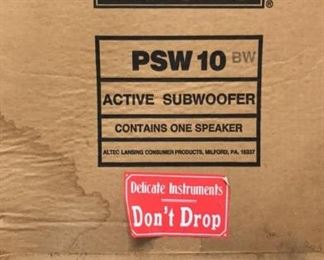 ®
PSW 10 BW
ACTIVE SUBWOOFER
CONTAINS ONE SPEAKER
ALTEC LANSING CONSUMER PRODUCTS, MILFORD, PA. 18337
Delicate Instruments
Don't Drop